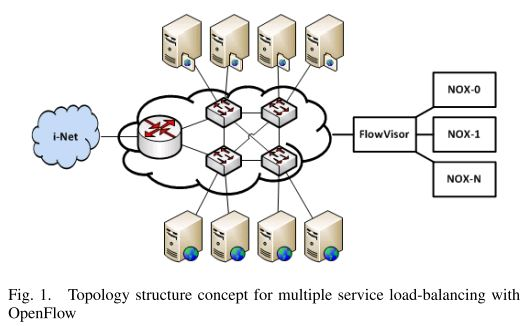 i-Net
FlowVisor
NOX-0
NOX-1
NOX-N
Fig. 1. Topology structure concept for multiple service load-balancing with
OpenFlow